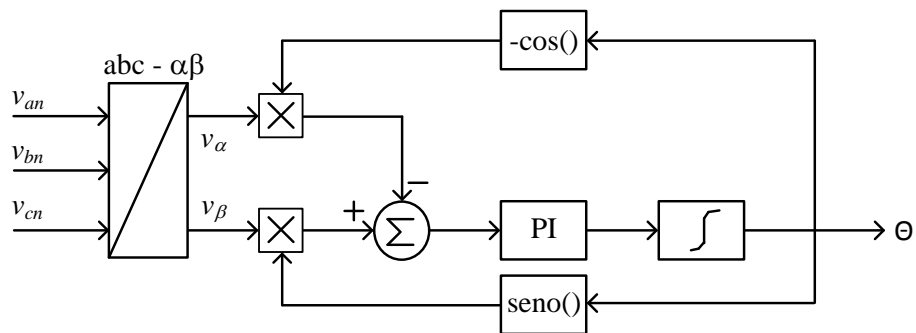 -cos()
abc - αβ
v_an
v_α
v_bn
v_cn
v_β
+
−
Σ
PI
∫
Θ
seno()